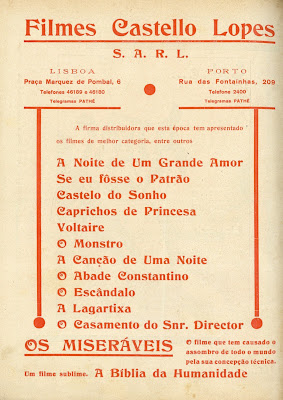 Filmes Castello Lopes
S. A. R. L.
LISBOA
Praça Marquez de Pombal, 6
Telefones 46189 e 46190
Telegramas PATHÉ
PORTO
Rua das Fontainhas, 209
Telefone 2400
Telegramas PATHÉ
A firma distribuidora que esta época tem apresentado
os filmes de melhor categoria, entre outros
A Noite de Um Grande Amor
Se eu fôsse o Patrão
Castelo do Sonho
Caprichos de Princesa
Voltaire
O Monstro
A Canção de Uma Noite
O Abade Constantino
O Escândalo
A Lagartixa
O Casamento do Snr. Director
OS MISERÁVEIS
O filme que tem causado o
assombro de todo o mundo
pela sua concepção técnica.
Um filme sublime. A Bíblia da Humanidade